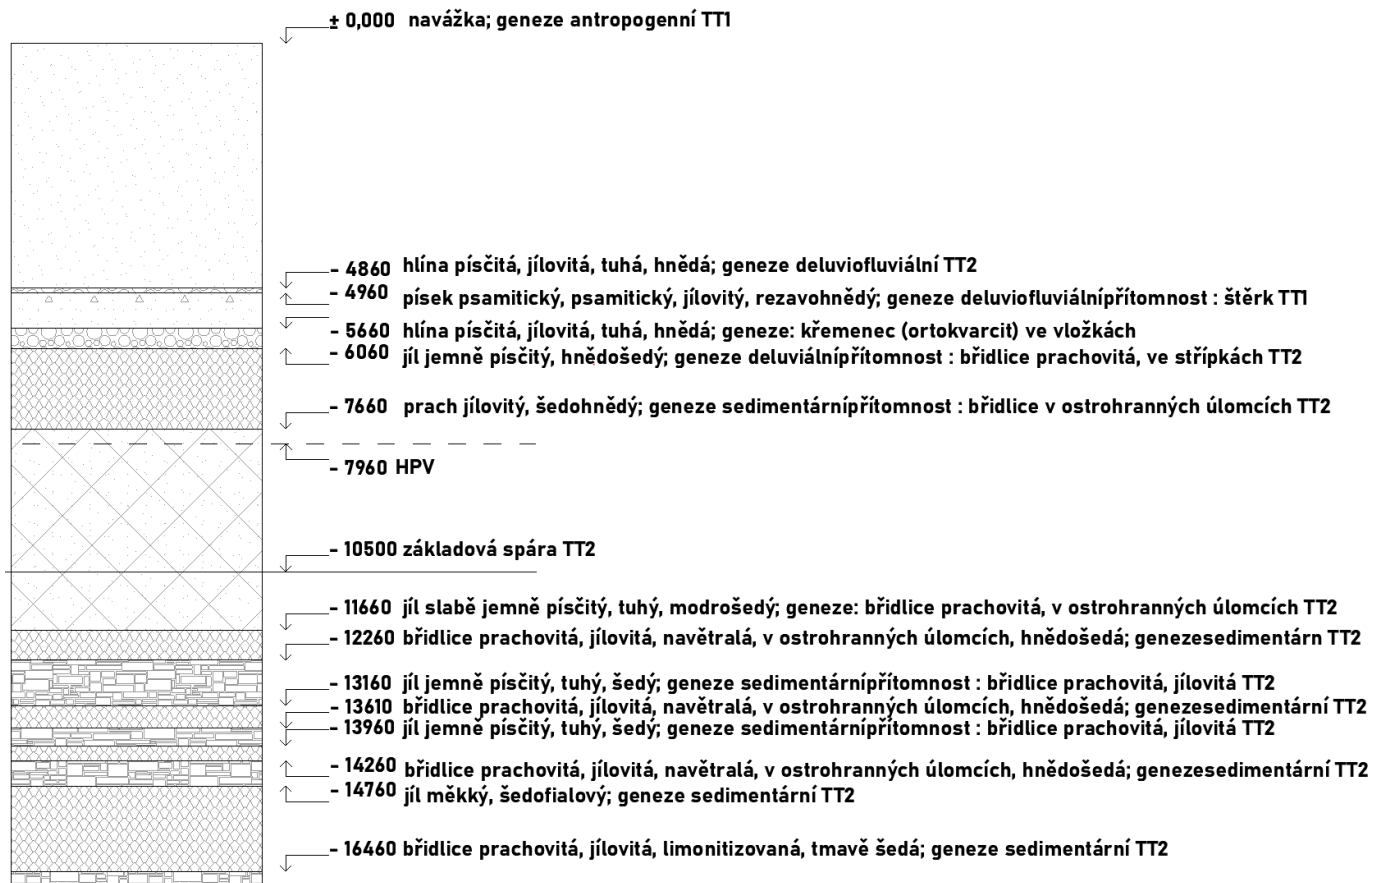 ± 0,000 navážka; geneze antropogenní TT1
- 4860 hlína písčitá, jílovitá, tuhá, hnědá; geneze deluviofluviální TT2
- 4960 písek psamitický, psamitický, jílovitý, rezavohnědý; geneze deluviofluviálnípřítomnost : štěrk TT1
- 5660 hlína písčitá, jílovitá, tuhá, hnědá; geneze: křemenec (ortokvarcit) ve vložkách
- 6060 jíl jemně písčitý, hnědošedý; geneze deluviálnípřítomnost : břidlice prachovitá, ve střípkách TT2
- 7660 prach jílovitý, šedohnědý; geneze sedimentárnípřítomnost : břidlice v ostrohranných úlomcích TT2
- 7960 HPV
- 10500 základová spára TT2
- 11660 jíl slabě jemně písčitý, tuhý, modrošedý; geneze: břidlice prachovitá, v ostrohranných úlomcích TT2
- 12260 břidlice prachovitá, jílovitá, navětralá, v ostrohranných úlomcích, hnědošedá; genezesedimentárn TT2
- 13160 jíl jemně písčitý, tuhý, šedý; geneze sedimentárnípřítomnost : břidlice prachovitá, jílovitá TT2
- 13610 břidlice prachovitá, jílovitá, navětralá, v ostrohranných úlomcích, hnědošedá; genezesedimentární TT2
- 13960 jíl jemně písčitý, tuhý, šedý; geneze sedimentárnípřítomnost : břidlice prachovitá, jílovitá TT2
- 14260 břidlice prachovitá, jílovitá, navětralá, v ostrohranných úlomcích, hnědošedá; genezesedimentární TT2
- 14760 jíl měkký, šedofialový; geneze sedimentární TT2
- 16460 břidlice prachovitá, jílovitá, limonitizovaná, tmavě šedá; geneze sedimentární TT2